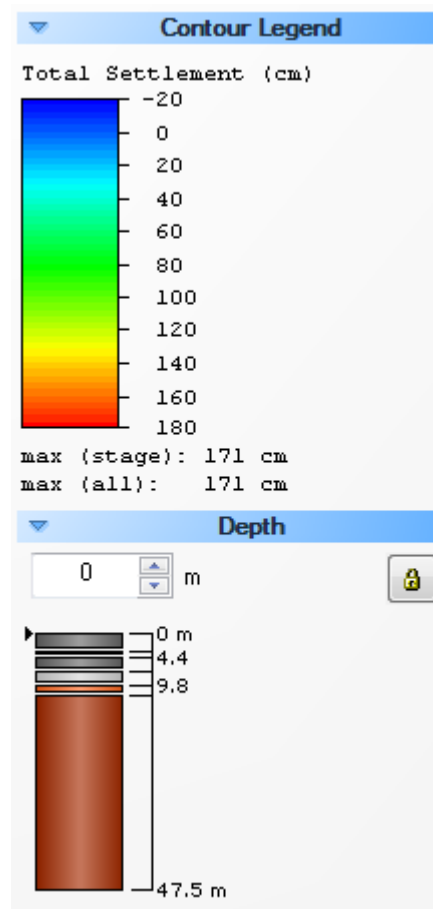 Contour Legend
Total Settlement (cm)
-20
0
20
40
60
80
100
120
140
160
180
max (stage): 171 cm
max (all): 171 cm
Depth
0 m
0 m
4.4
9.8
47.5 m